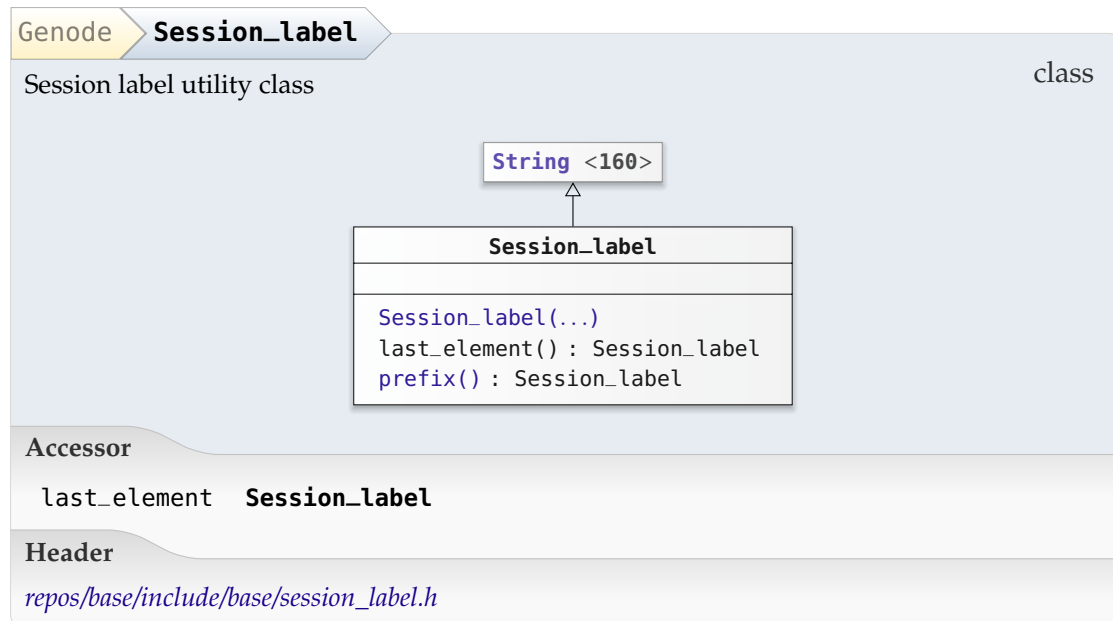 Genode Session_label
class
Session label utility class
String <160>
Session_label
Session_label(...)
last_element() : Session_label
prefix() : Session_label
Accessor
last_element Session_label
Header
repos/base/include/base/session_label.h